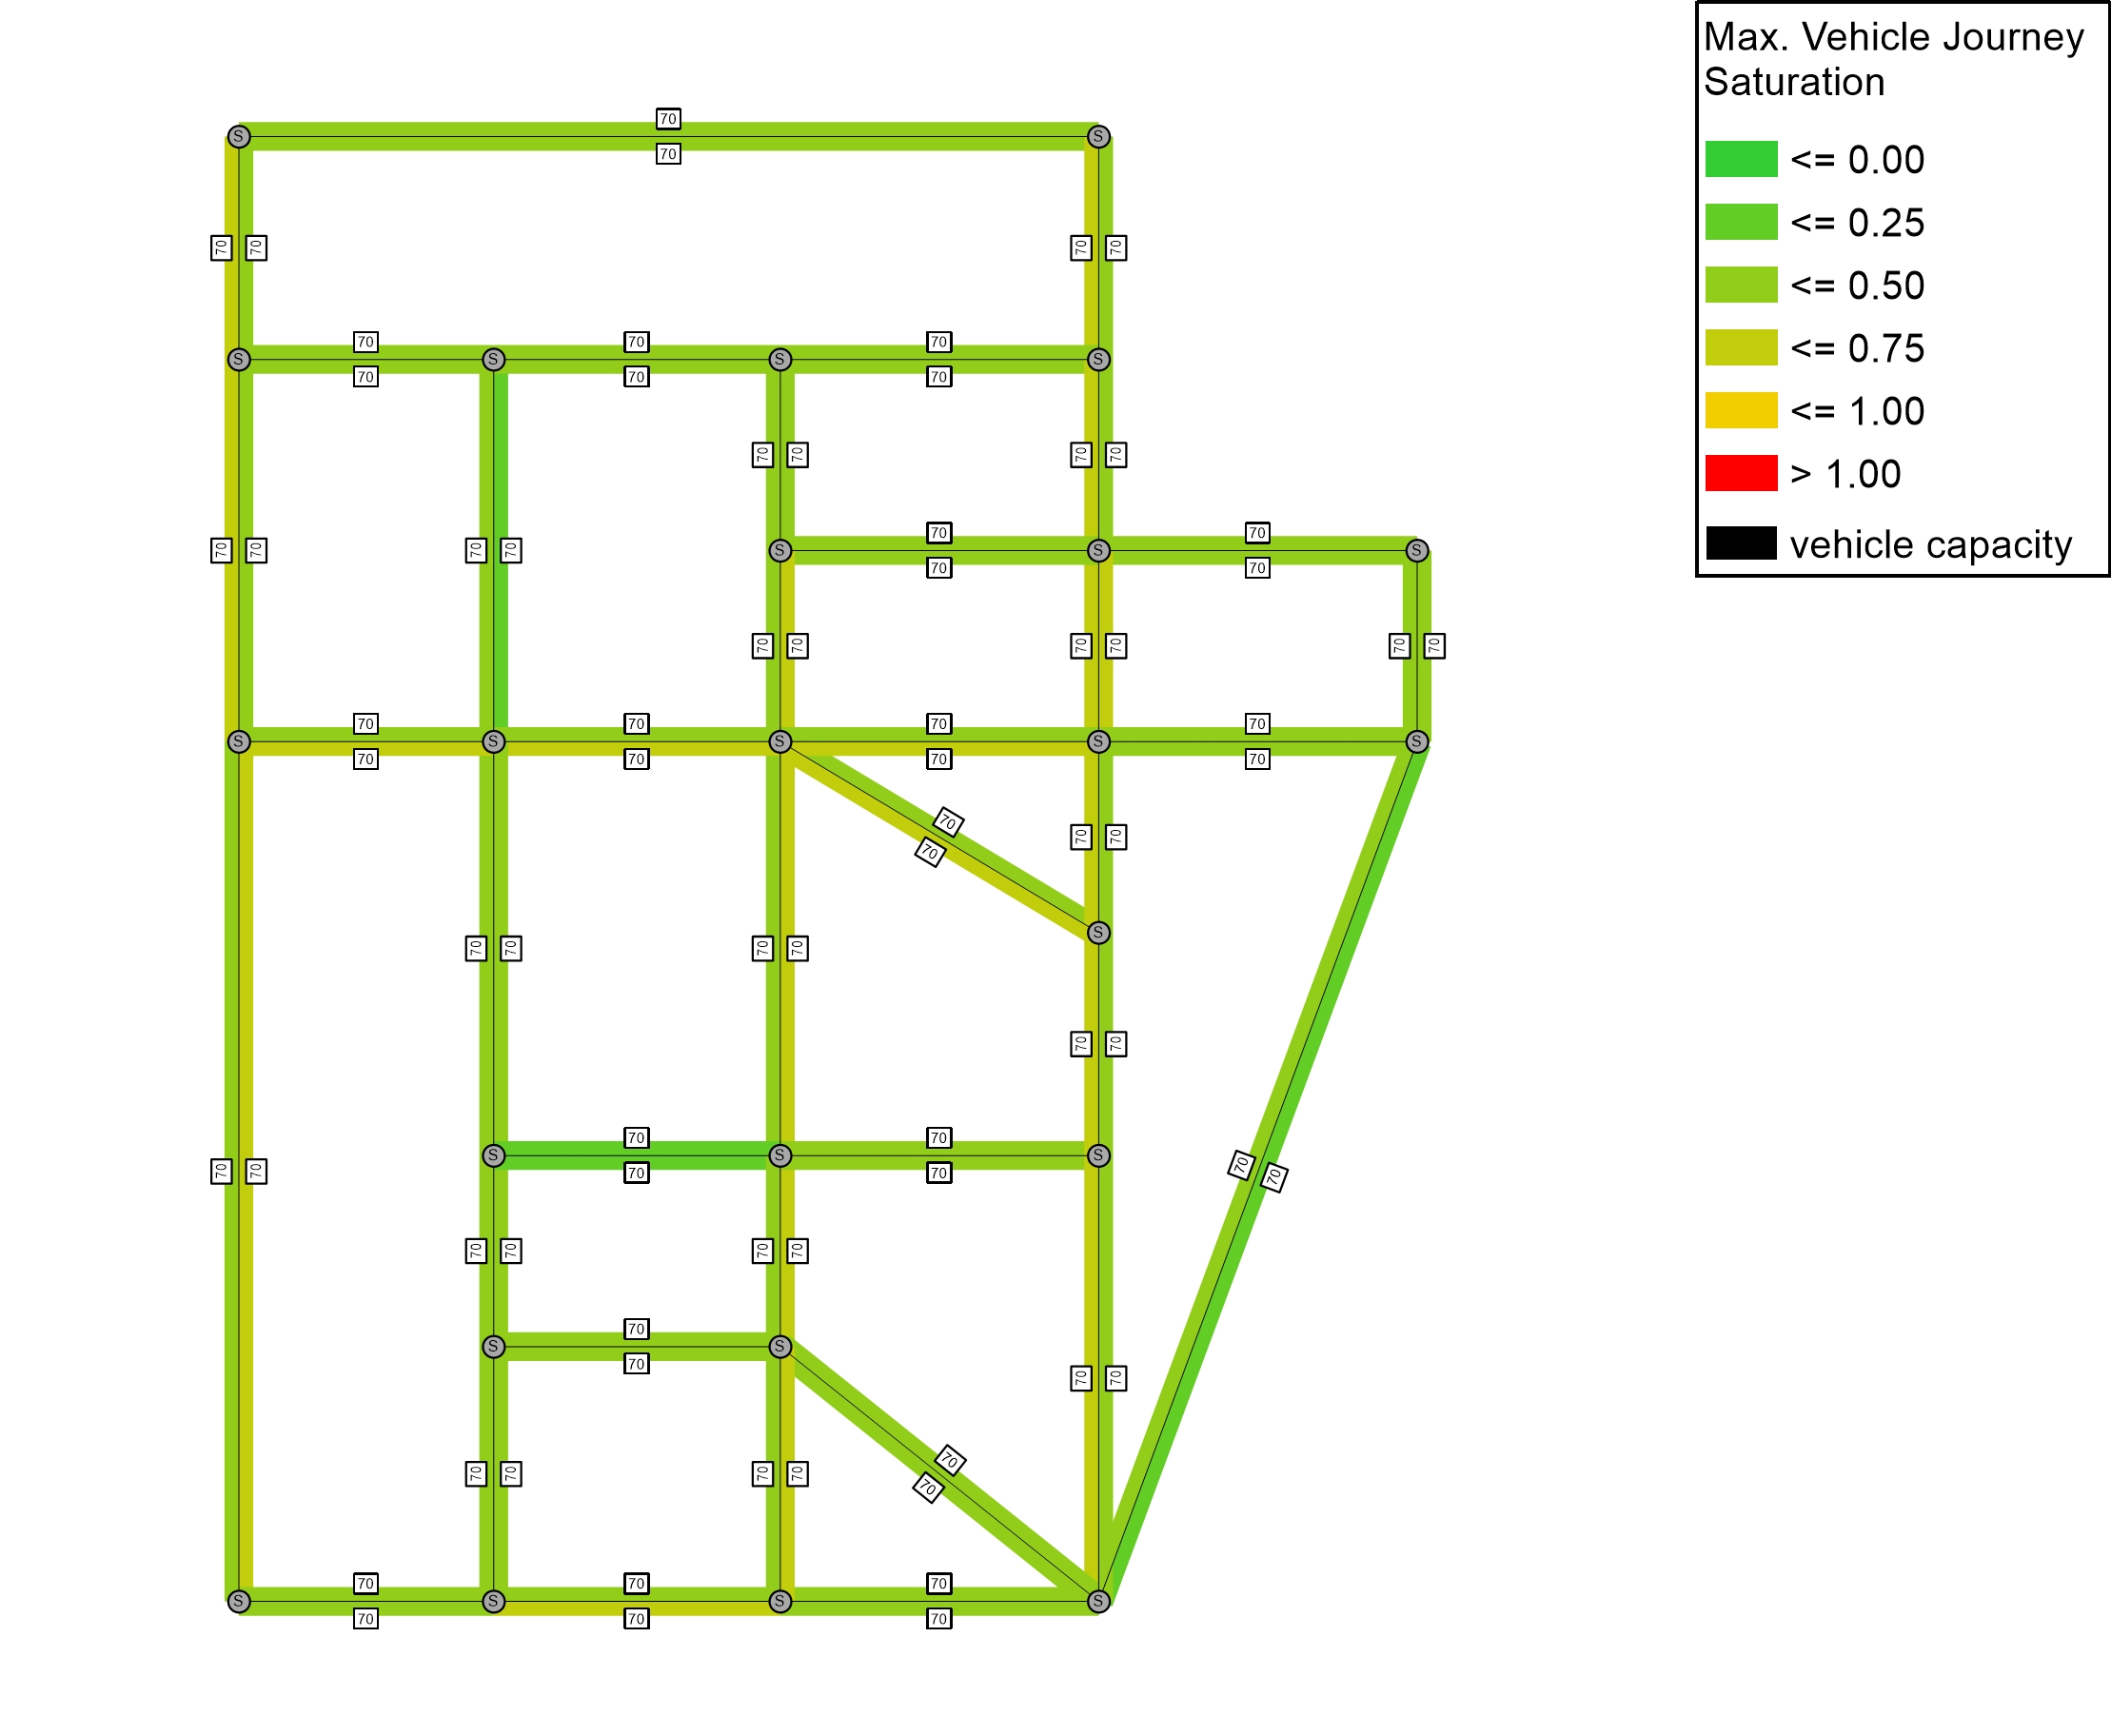 Max. Vehicle Journey
Saturation
<= 0.00
<= 0.25
<= 0.50
<= 0.75
<= 1.00
> 1.00
vehicle capacity
70
S S
70
70 70 70 70
70 70 70
S S S S
70 70 70
70 70 70 70
70 70
70 70 70 70 S S S
70 70
70 70 70 70 70 70
70 70 70 70
S S S S S
70 70 70 70
70
70 70
70
S
70 70 70 70
70 70
70 70
S S S
70 70 70 70 70 70
70 70 70 70
70
S S
70
70 70
70
70 70 70 70
70
70 70 70
S S S S
70 70 70